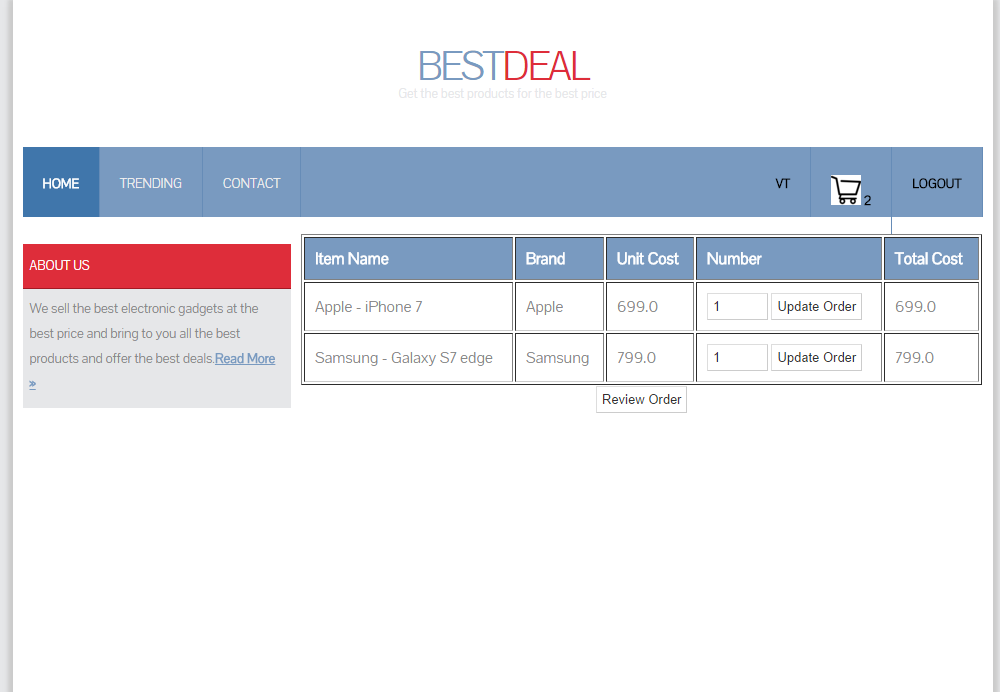 BESTDEAL
Get the best products for the best price
HOME TRENDING CONTACT VT 2 LOGOUT
ABOUT US
We sell the best electronic gadgets at the
best price and bring to you all the best
products and offer the best deals.Read More
»
Item Name Brand Unit Cost Number Total Cost
Apple - iPhone 7 Apple 699.0 1 Update Order 699.0
Samsung - Galaxy S7 edge Samsung 799.0 1 Update Order 799.0
Review Order